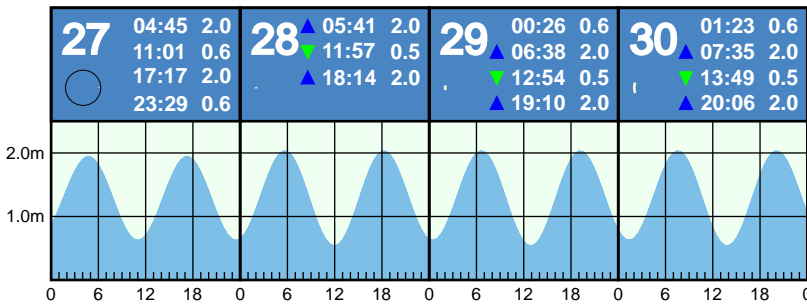 27
04:45 2.0
11:01 0.6
17:17 2.0
23:29 0.6
28
▲ 05:41 2.0
▼ 11:57 0.5
▲ 18:14 2.0
29
00:26 0.6
▲ 06:38 2.0
▼ 12:54 0.5
▲ 19:10 2.0
30
01:23 0.6
▲ 07:35 2.0
▼ 13:49 0.5
▲ 20:06 2.0
2.0m
1.0m
0 6 12 18 0 6 12 18 0 6 12 18 0 6 12 18 0